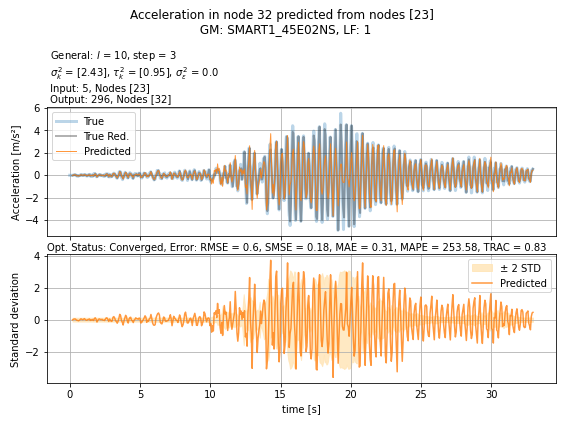 Acceleration in node 32 predicted from nodes [23]
GM: SMART1_45E02NS, LF: 1
General: l = 10, step = 3
σ²ₖ = [2.43], τ²ₖ = [0.95], σ²ε = 0.0
Input: 5, Nodes [23]
Output: 296, Nodes [32]
6
4
2
0
−2
−4
Acceleration [m/s²]
True
True Red.
Predicted
Opt. Status: Converged, Error: RMSE = 0.6, SMSE = 0.18, MAE = 0.31, MAPE = 253.58, TRAC = 0.83
4
2
0
−2
Standard deviation
± 2 STD
Predicted
0 5 10 15 20 25 30
time [s]